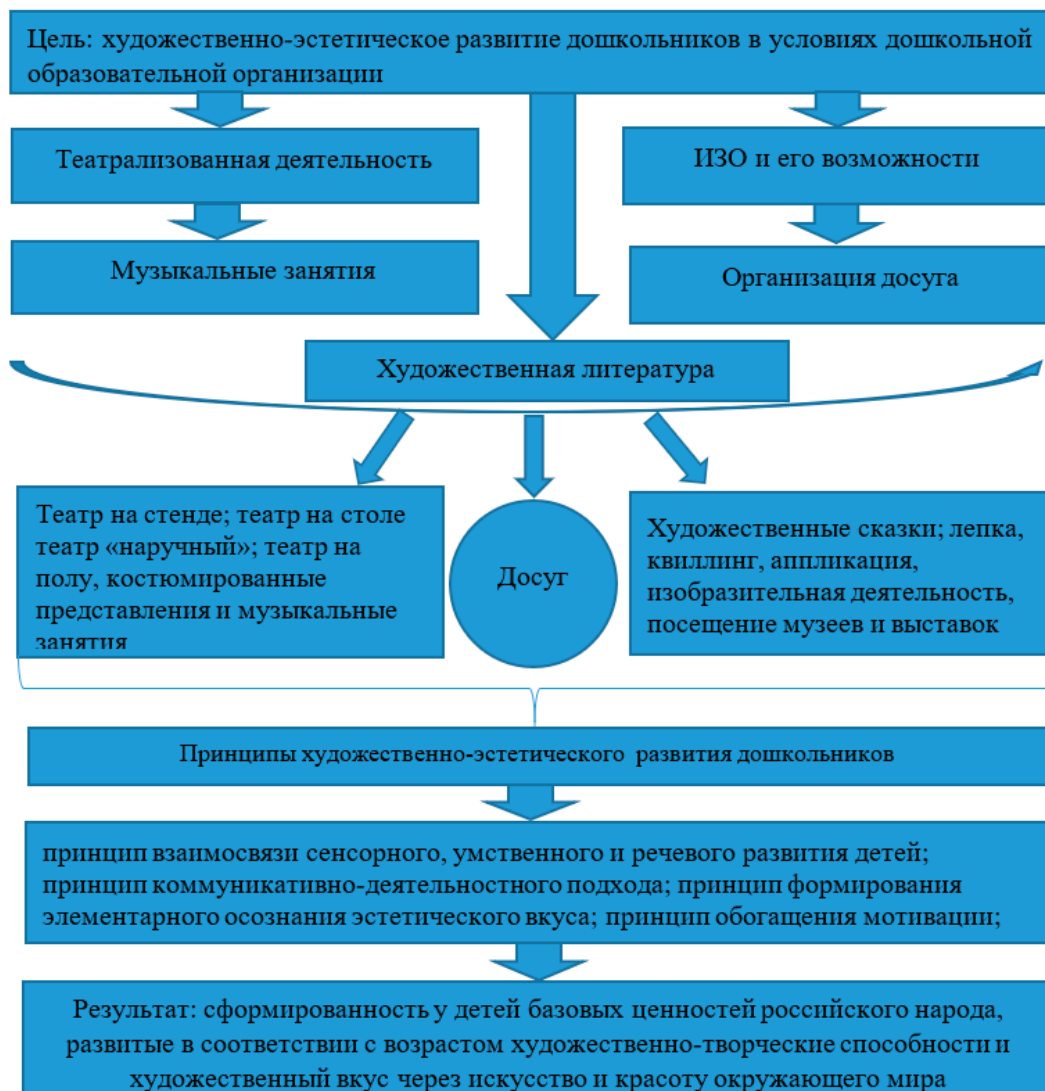 Цель: художественно-эстетическое развитие дошкольников в условиях дошкольной
образовательной организации
Театрализованная деятельность
ИЗО и его возможности
Музыкальные занятия
Организация досуга
Художественная литература
Театр на стенде; театр на столе
театр «наручный»; театр на
полу, костюмированные
представления и музыкальные
занятия
Досуг
Художественные сказки; лепка,
квиллинг, аппликация,
изобразительная деятельность,
посещение музеев и выставок
Принципы художественно-эстетического развития дошкольников
принцип взаимосвязи сенсорного, умственного и речевого развития детей;
принцип коммуникативно-деятельностного подхода; принцип формирования
элементарного осознания эстетического вкуса; принцип обогащения мотивации;
Результат: сформированность у детей базовых ценностей российского народа,
развитые в соответствии с возрастом художественно-творческие способности и
художественный вкус через искусство и красоту окружающего мира